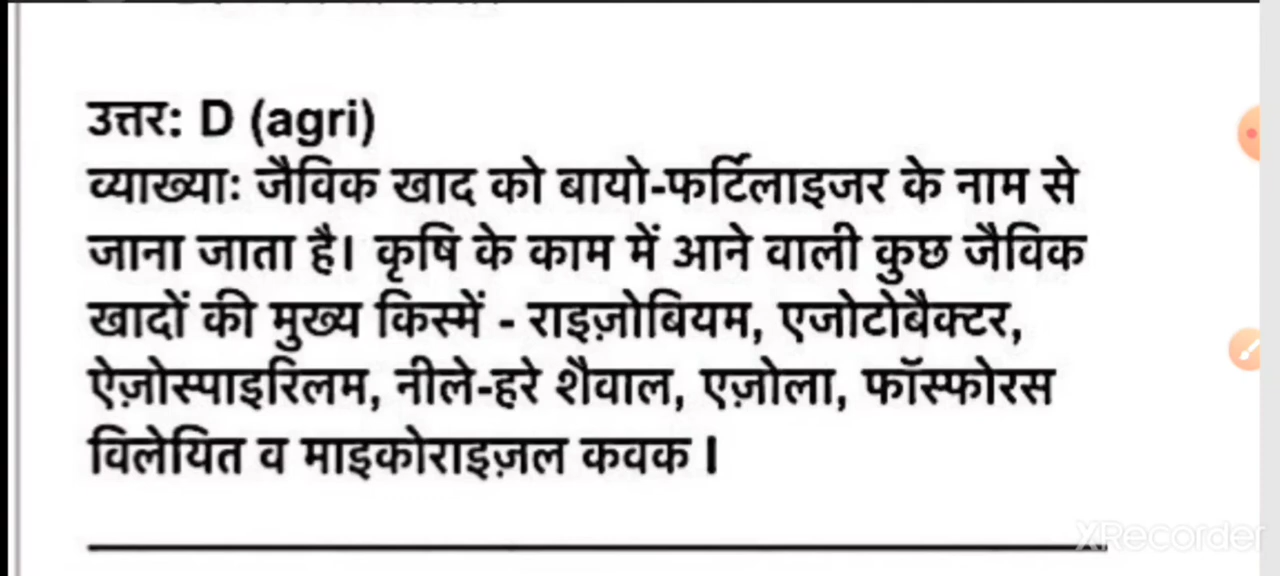 उत्तर: D (agri)
व्याख्याः जैविक खाद को बायो-फर्टिलाइजर के नाम से
जाना जाता है। कृषि के काम में आने वाली कुछ जैविक
खादों की मुख्य किस्में - राइज़ोबियम, एजोटोबैक्टर,
ऐज़ोस्पाइरिलम, नीले-हरे शैवाल, एज़ोला, फॉस्फोरस
विलेयित व माइकोराइज़ल कवक।
XRecorder